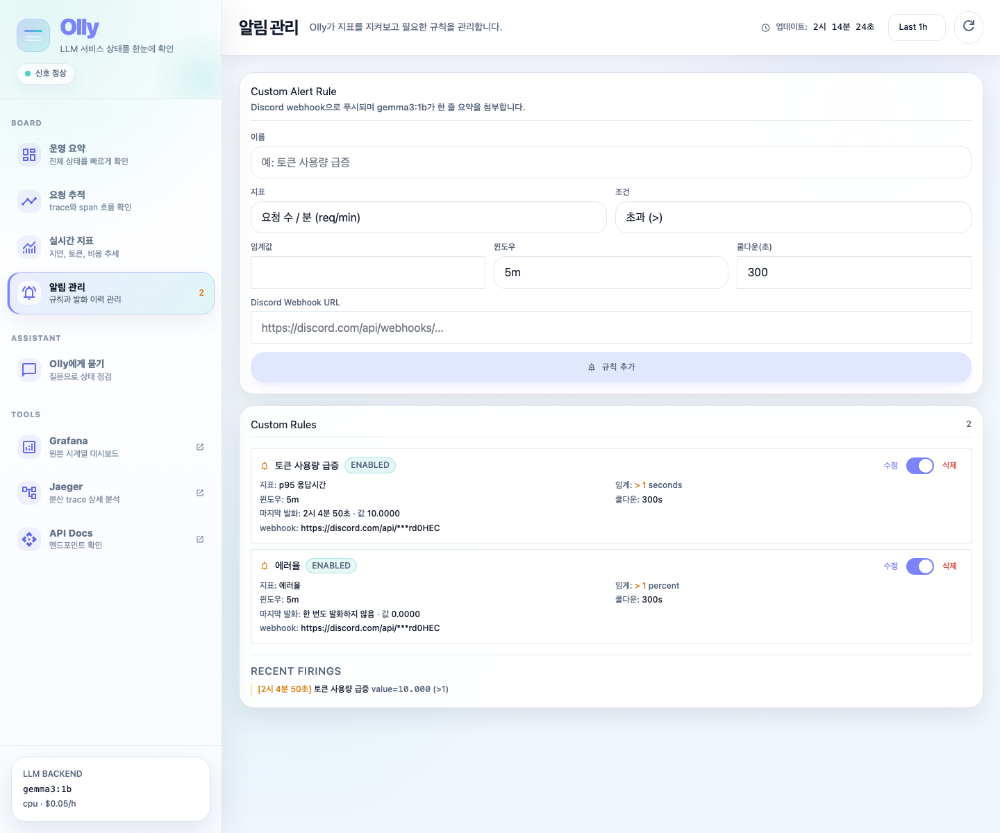 Olly
LLM 서비스 상태를 한눈에 확인
신호 정상
BOARD
운영 요약
전체 상태를 빠르게 확인
요청 추적
trace와 span 흐름 확인
실시간 지표
지연, 토큰, 비용 추세
알림 관리
규칙과 발화 이력 관리
2
ASSISTANT
Olly에게 묻기
질문으로 상태 점검
TOOLS
Grafana
원본 시계열 대시보드
Jaeger
분산 trace 상세 분석
API Docs
엔드포인트 확인
LLM BACKEND
gemma3:1b
cpu · $0.05/h
알림 관리 Olly가 지표를 지켜보고 필요한 규칙을 관리합니다.
업데이트: 2시 14분 24초
Last 1h
Custom Alert Rule
Discord webhook으로 푸시되며 gemma3:1b가 한 줄 요약을 첨부합니다.
이름
예: 토큰 사용량 급증
지표 조건
요청 수 / 분 (req/min) 초과 (>)
임계값 윈도우 쿨다운(초)
5m 300
Discord Webhook URL
https://discord.com/api/webhooks/...
규칙 추가
Custom Rules 2
토큰 사용량 급증 ENABLED 수정 삭제
지표: p95 응답시간 임계: > 1 seconds
윈도우: 5m 쿨다운: 300s
마지막 발화: 2시 4분 50초 · 값 10.0000
webhook: https://discord.com/api/***rd0HEC
에러율 ENABLED 수정 삭제
지표: 에러율 임계: > 1 percent
윈도우: 5m 쿨다운: 300s
마지막 발화: 한 번도 발화하지 않음 · 값 0.0000
webhook: https://discord.com/api/***rd0HEC
RECENT FIRINGS
[2시 4분 50초] 토큰 사용량 급증 value=10.000 (>1)